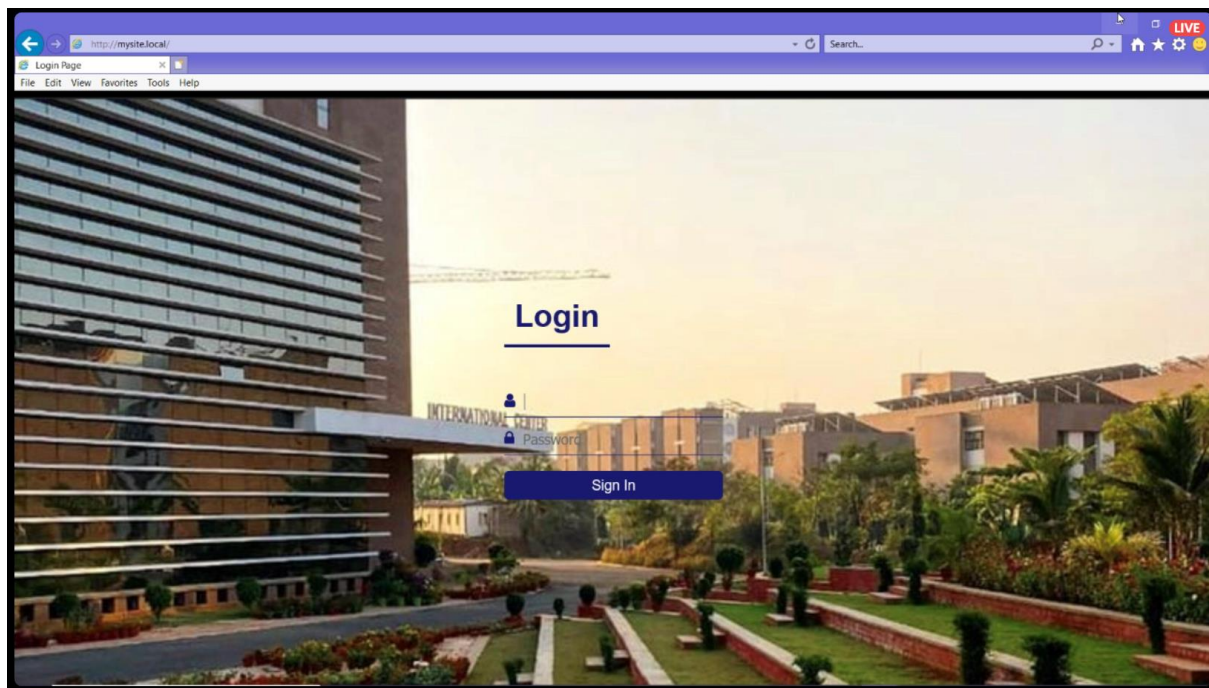 LIVE
http://mysite.local/
Search...
Login Page
File Edit View Favorites Tools Help
Login
INTERNATIONAL CENTER
Password
Sign In